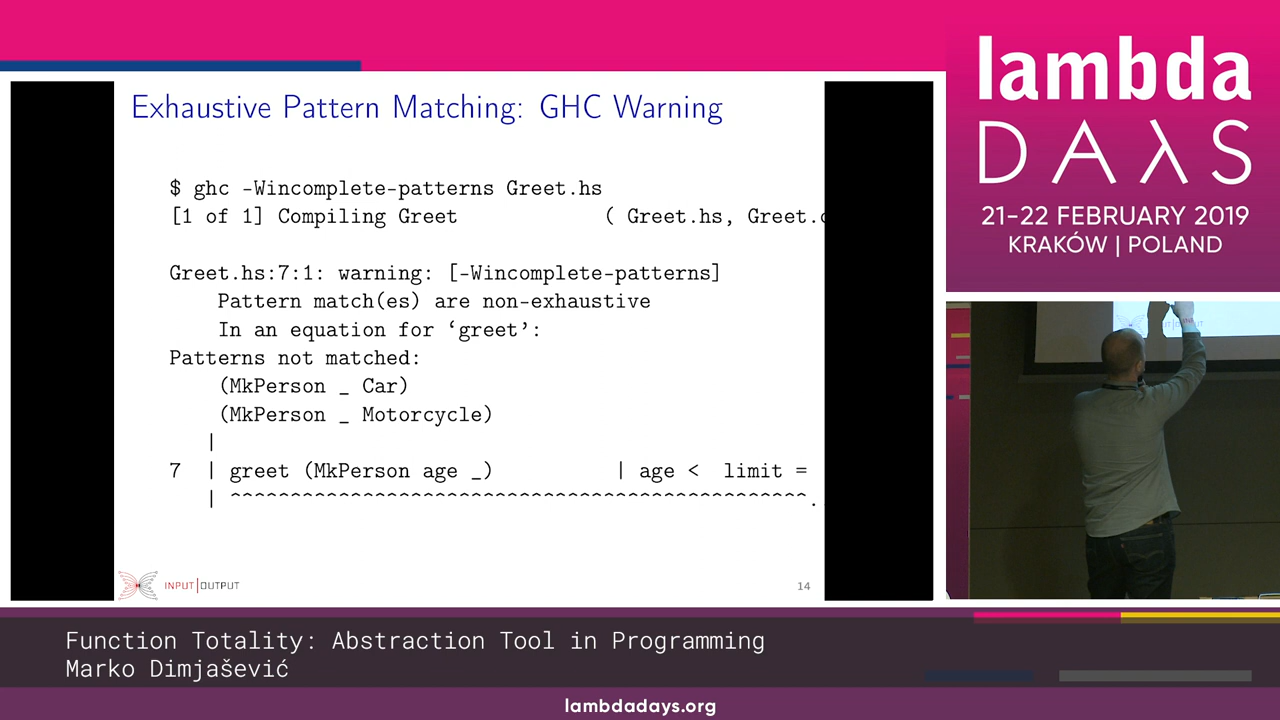 Exhaustive Pattern Matching: GHC Warning
$ ghc -Wincomplete-patterns Greet.hs
[1 of 1] Compiling Greet ( Greet.hs, Greet.
Greet.hs:7:1: warning: [-Wincomplete-patterns]
Pattern match(es) are non-exhaustive
In an equation for ‘greet’:
Patterns not matched:
(MkPerson _ Car)
(MkPerson _ Motorcycle)
|
7 | greet (MkPerson age _) | age < limit =
| ^^^^^^^^^^^^^^^^^^^^^^^^^^^^^^^^^^^^^^^^^^^^^^^^.
INPUT|OUTPUT
14
lambda
DAλS
21-22 FEBRUARY 2019
KRAKÓW | POLAND
Function Totality: Abstraction Tool in Programming
Marko Dimjašević
lambdadays.org